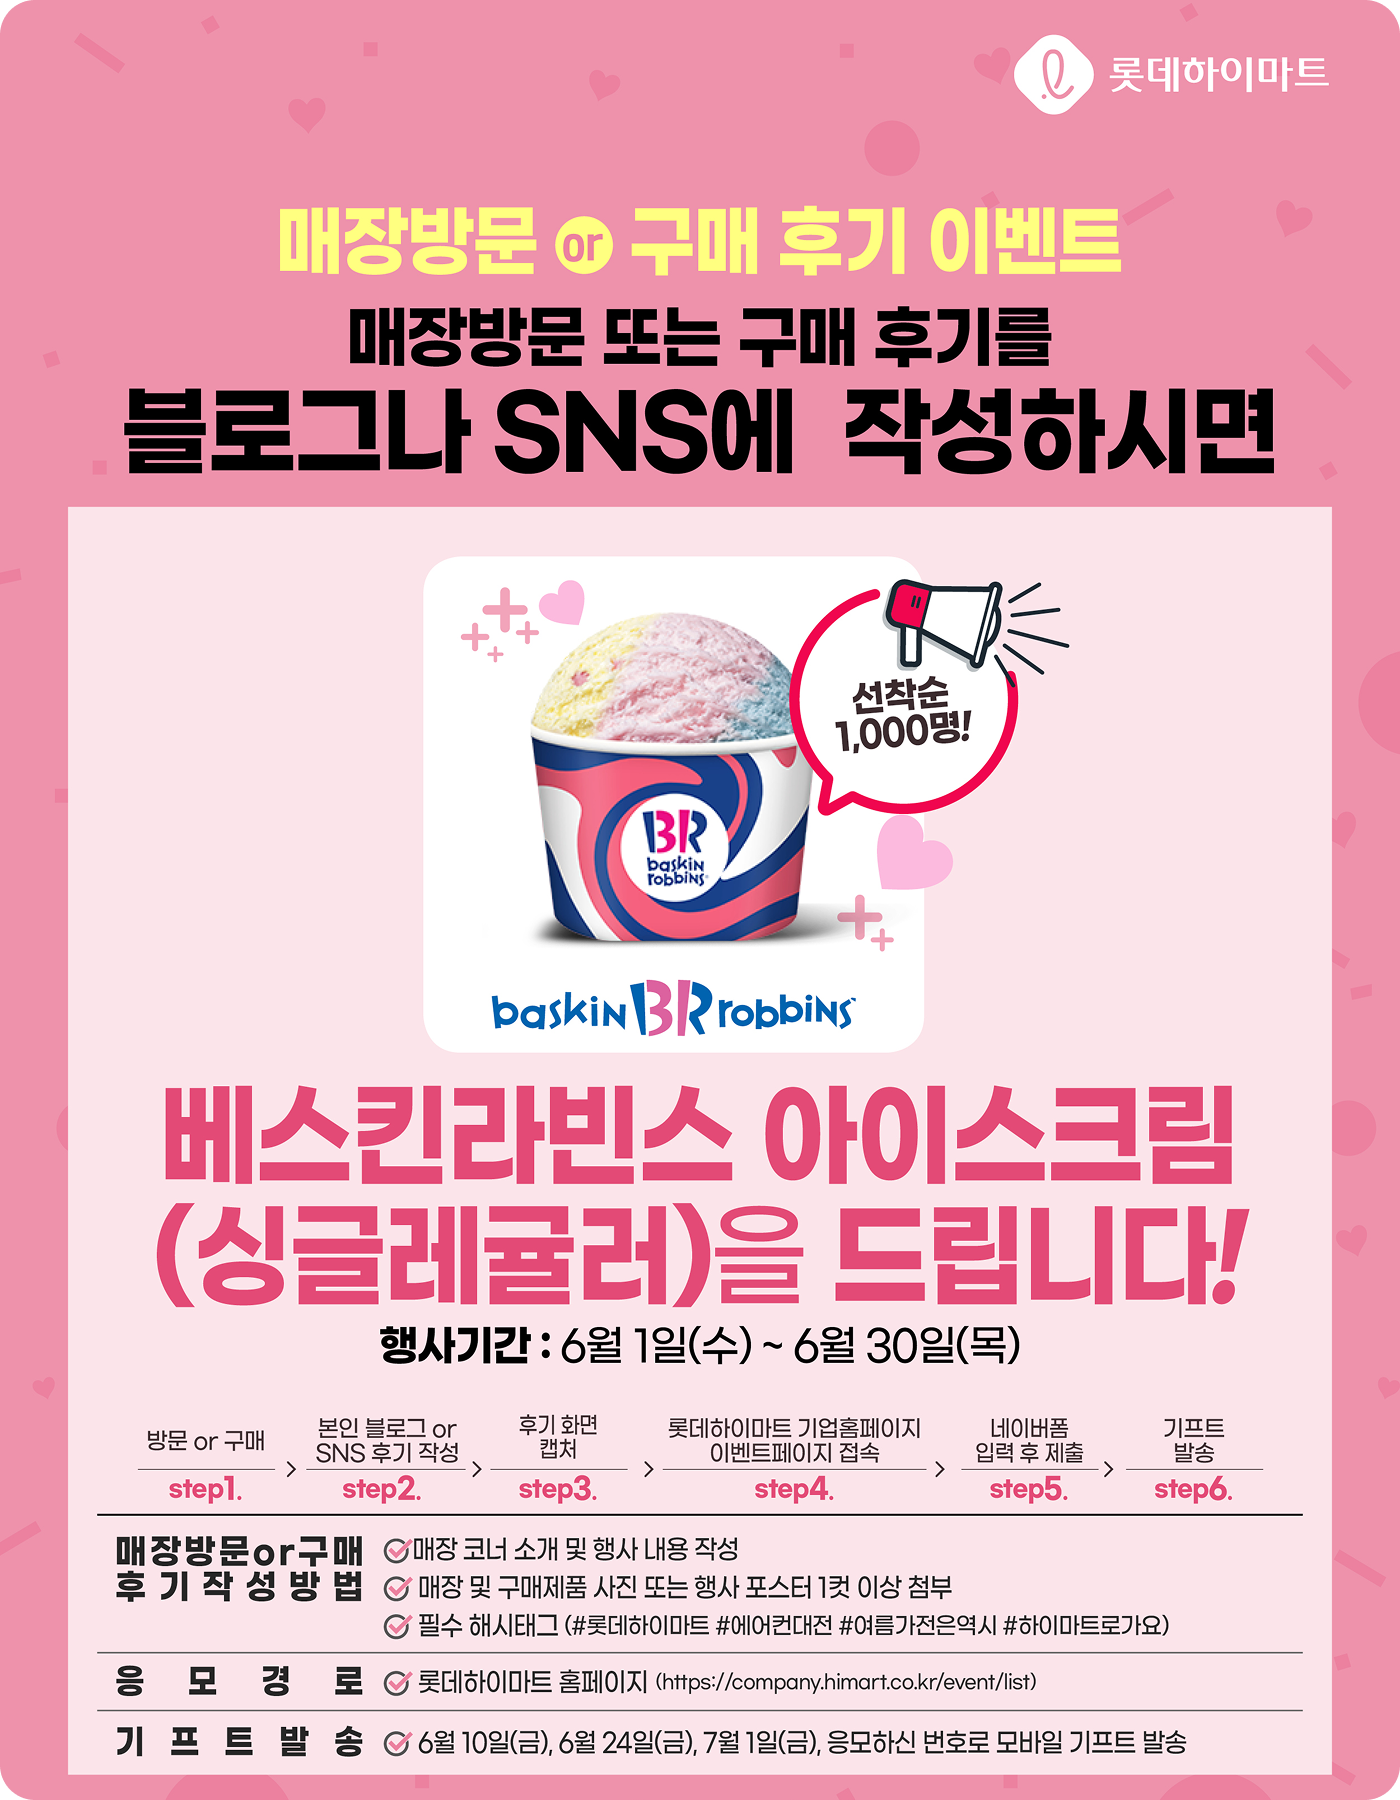 롯데하이마트
매장방문 or 구매 후기 이벤트
매장방문 또는 구매 후기를
블로그나 SNS에 작성하시면
선착순
1,000명!
BR
baskin
robbins
baskin BR robbins
베스킨라빈스 아이스크림
(싱글레귤러)을 드립니다!
행사기간 : 6월 1일(수) ~ 6월 30일(목)
방문 or 구매
step1.
본인 블로그 or
SNS 후기 작성
step2.
후기 화면
캡처
step3.
롯데하이마트 기업홈페이지
이벤트페이지 접속
step4.
네이버폼
입력 후 제출
step5.
기프트
발송
step6.
매장방문or구매
후기작성방법
매장 코너 소개 및 행사 내용 작성
매장 및 구매제품 사진 또는 행사 포스터 1컷 이상 첨부
필수 해시태그 (#롯데하이마트 #에어컨대전 #여름가전은역시 #하이마트로가요)
응모경로
롯데하이마트 홈페이지 (https://company.himart.co.kr/event/list)
기프트발송
6월 10일(금), 6월 24일(금), 7월 1일(금), 응모하신 번호로 모바일 기프트 발송